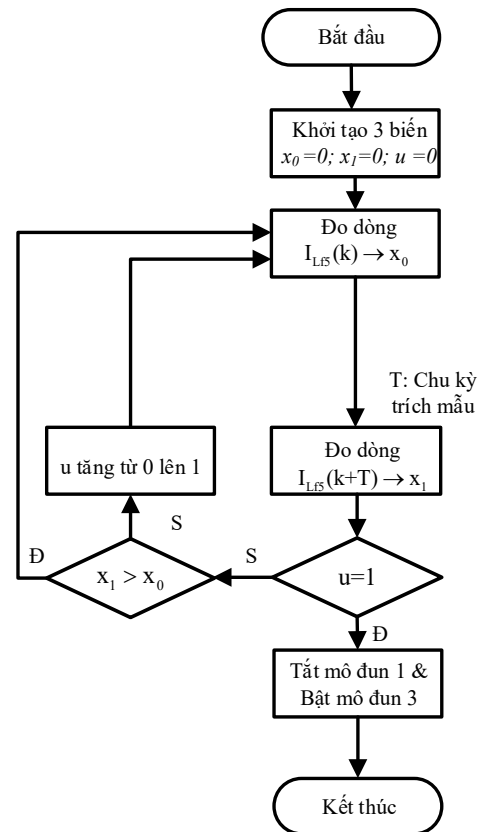 Bắt đầu
Khởi tạo 3 biến
x₀=0; x₁=0; u =0
Đo dòng
I_Lf5(k) → x₀
T: Chu kỳ
trích mẫu
Đo dòng
I_Lf5(k+T) → x₁
u tăng từ 0 lên 1
S
Đ
x₁ > x₀
S
u=1
Đ
Tắt mô đun 1 &
Bật mô đun 3
Kết thúc